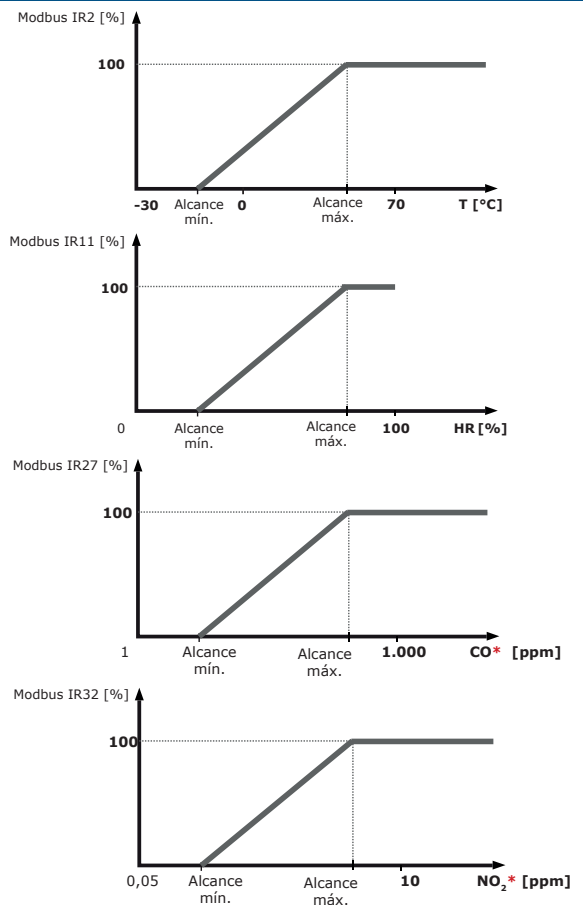 Modbus IR2 [%]
100
-30 Alcance mín. 0 Alcance máx. 70 T [°C]
Modbus IR11 [%]
100
0 Alcance mín. Alcance máx. 100 HR [%]
Modbus IR27 [%]
100
1 Alcance mín. Alcance máx. 1.000 CO* [ppm]
Modbus IR32 [%]
100
0,05 Alcance mín. Alcance máx. 10 NO₂* [ppm]